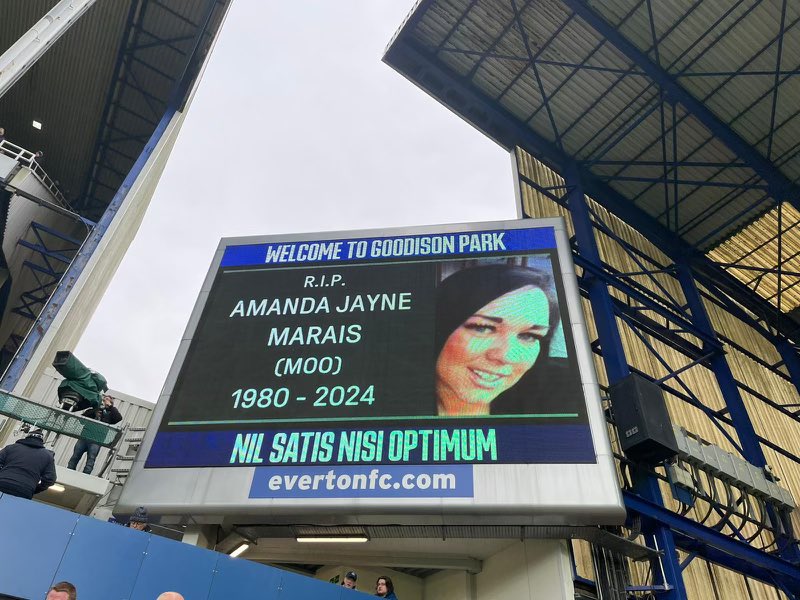 WELCOME TO GOODISON PARK
R.I.P.
AMANDA JAYNE
MARAIS
(MOO)
1980 - 2024
NIL SATIS NISI OPTIMUM
evertonfc.com